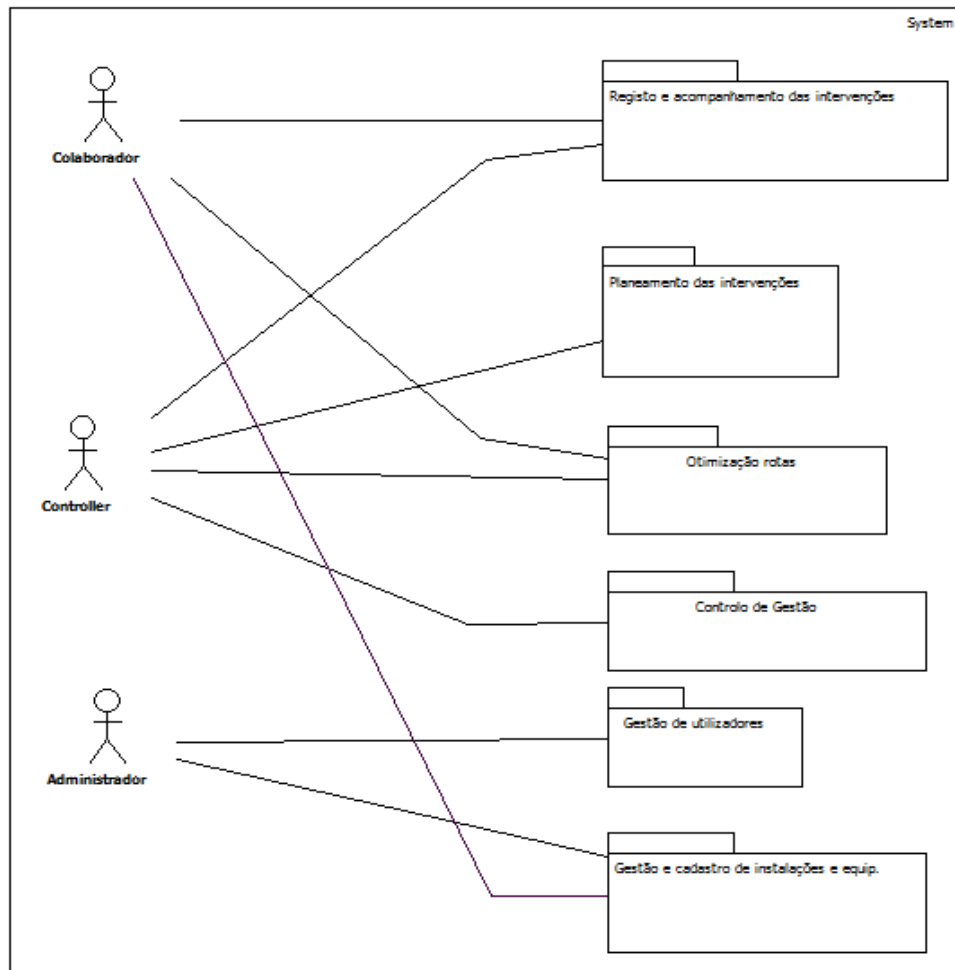 System
Registo e acompanhamento das intervenções
Colaborador
Planeamento das intervenções
Otimização rotas
Controller
Controlo de Gestão
Gestão de utilizadores
Administrador
Gestão e cadastro de instalações e equip.